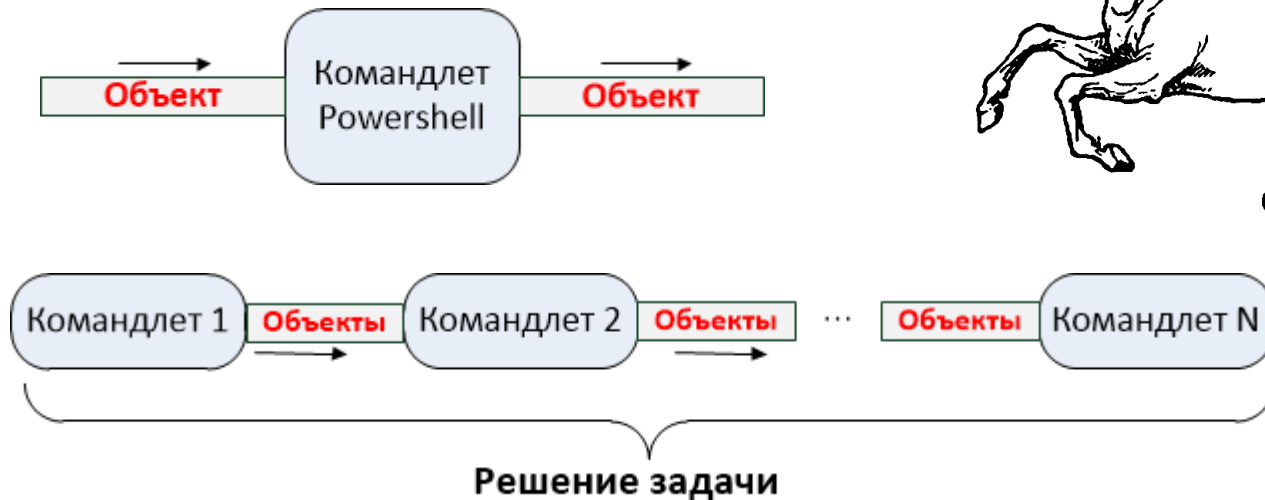 Объект
Командлет
Powershell
Объект
Командлет 1
Объекты
Командлет 2
Объекты
...
Объекты
Командлет N
Решение задачи